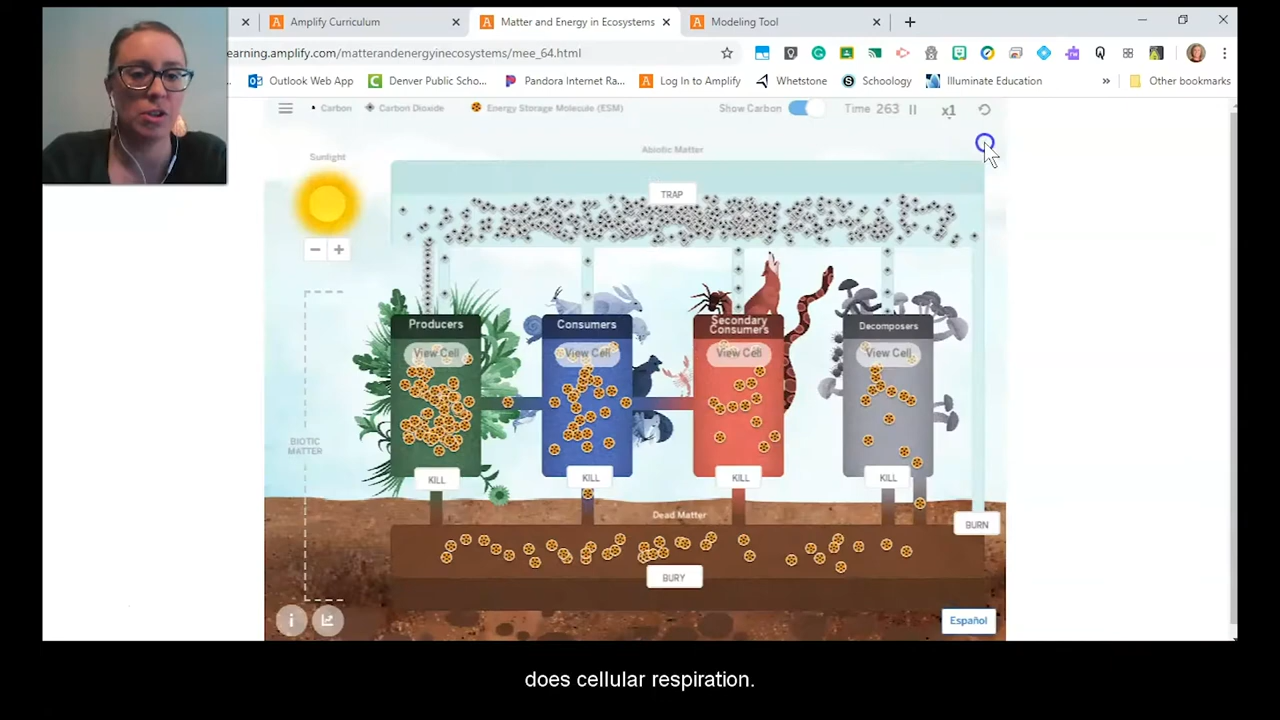 Amplify Curriculum
Matter and Energy in Ecosystems
Modeling Tool
earning.amplify.com/matterandenergyinecosystems/mee_64.html
Outlook Web App
Denver Public Scho...
Pandora Internet Ra...
Log In to Amplify
Whetstone
Schoology
Illuminate Education
»
Other bookmarks
Carbon
Carbon Dioxide
Energy Storage Molecule (ESM)
Show Carbon
Time 263
x1
Abiotic Matter
Sunlight
TRAP
Producers
Consumers
Secondary
Consumers
Decomposers
View Cell
View Cell
View Cell
View Cell
BIOTIC
MATTER
KILL
KILL
KILL
KILL
Dead Matter
BURN
BURY
Español
does cellular respiration.